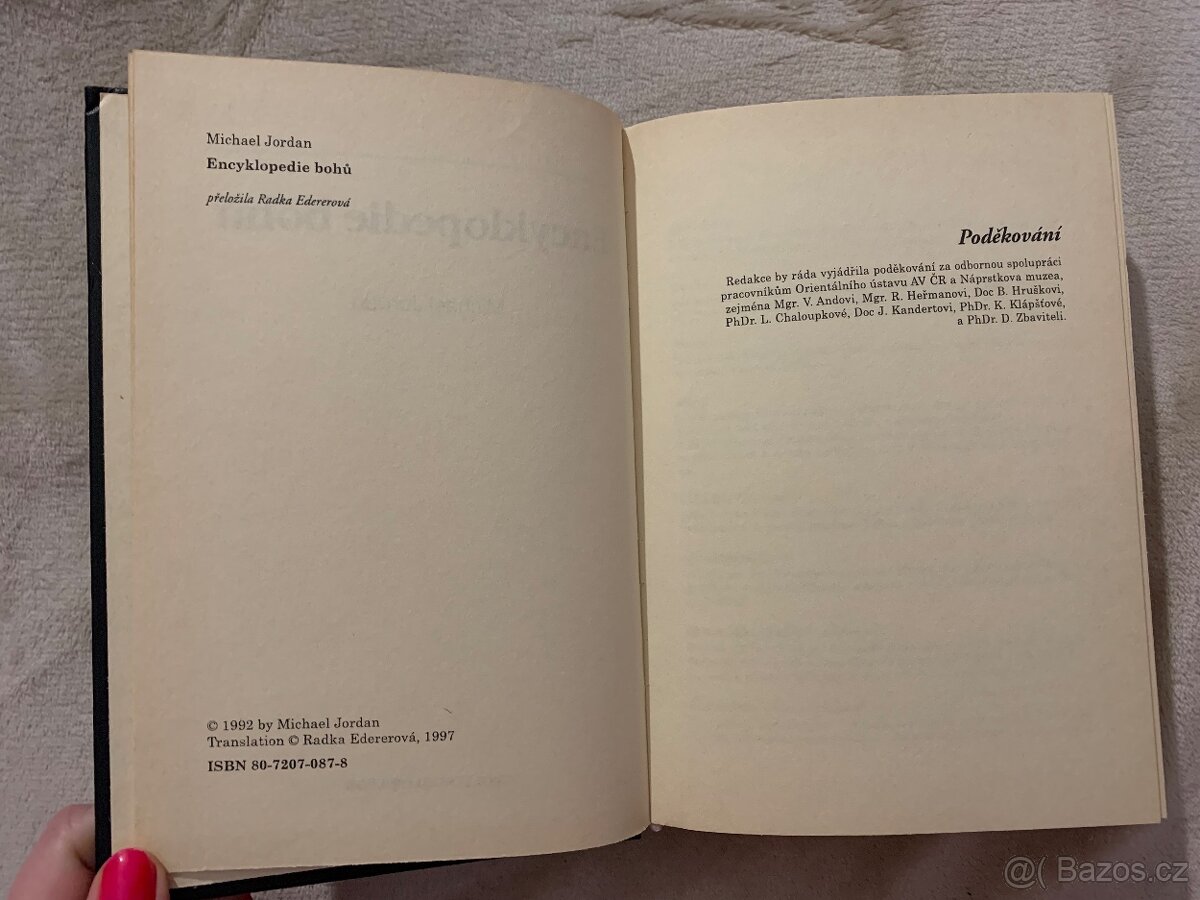 Michael Jordan
Encyklopedie bohů
přeložila Radka Edererová
© 1992 by Michael Jordan
Translation © Radka Edererová, 1997
ISBN 80-7207-087-8
Poděkování
Redakce by ráda vyjádřila poděkování za odbornou spolupráci
pracovníkům Orientálního ústavu AV ČR a Náprstkova muzea,
zejména Mgr. V. Andovi, Mgr. R. Heřmanovi, Doc B. Hruškovi,
PhDr. L. Chaloupkové, Doc J. Kandertovi, PhDr. K. Klápšťové,
a PhDr. D. Zbaviteli.
@( Bazos.cz